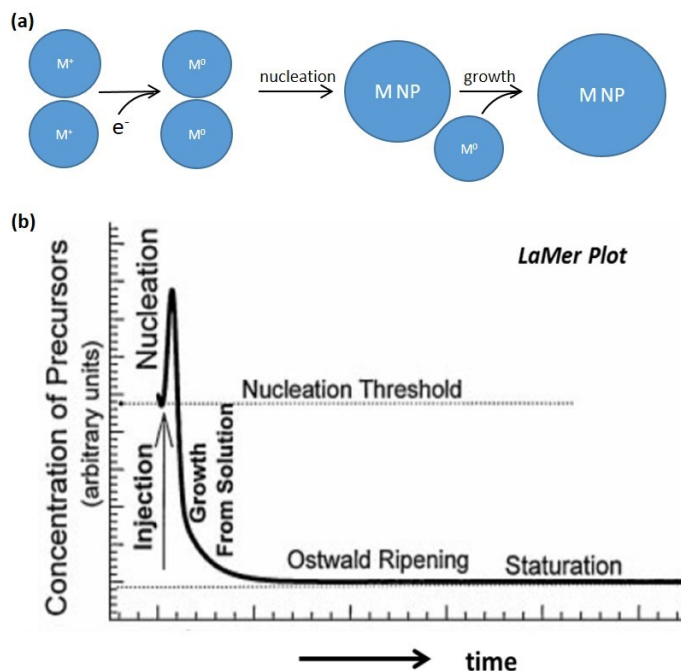 (a)
M⁺
M⁺
e⁻
M⁰
M⁰
nucleation
M NP
M⁰
growth
M NP
(b)
LaMer Plot
Concentration of Precursors
(arbitrary units)
Nucleation
Nucleation Threshold
Injection
Growth
From Solution
Ostwald Ripening
Staturation
time